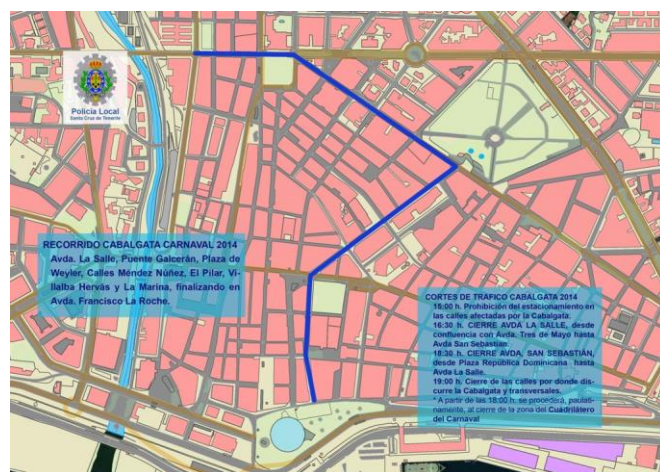 Policía Local
Santa Cruz de Tenerife
RECORRIDO CABALGATA CARNAVAL 2014
Avda. La Salle, Puente Galcerán, Plaza de
Weyler, Calles Méndez Núñez, El Pilar, Vi-
llalba Hervás y La Marina, finalizando en
Avda. Francisco La Roche.
CORTES DE TRAFICO CABALGATA 2014
15:00 h. Prohibición del estacionamiento en
las calles afectadas por la Cabalgata.
16:30 h. CIERRE AVDA LA SALLE, desde
confluencia con Avda. Tres de Mayo hasta
Avda San Sebastián.
18:30 h. CIERRE AVDA. SAN SEBASTIÁN,
desde Plaza República Dominicana hasta
Avda La Salle.
19:00 h. Cierre de las calles por donde dis-
curre la Cabalgata y transversales.
* A partir de las 18:00 h, se procederá, paulati-
namente, al cierre de la zona del Cuadrilátero
del Carnaval